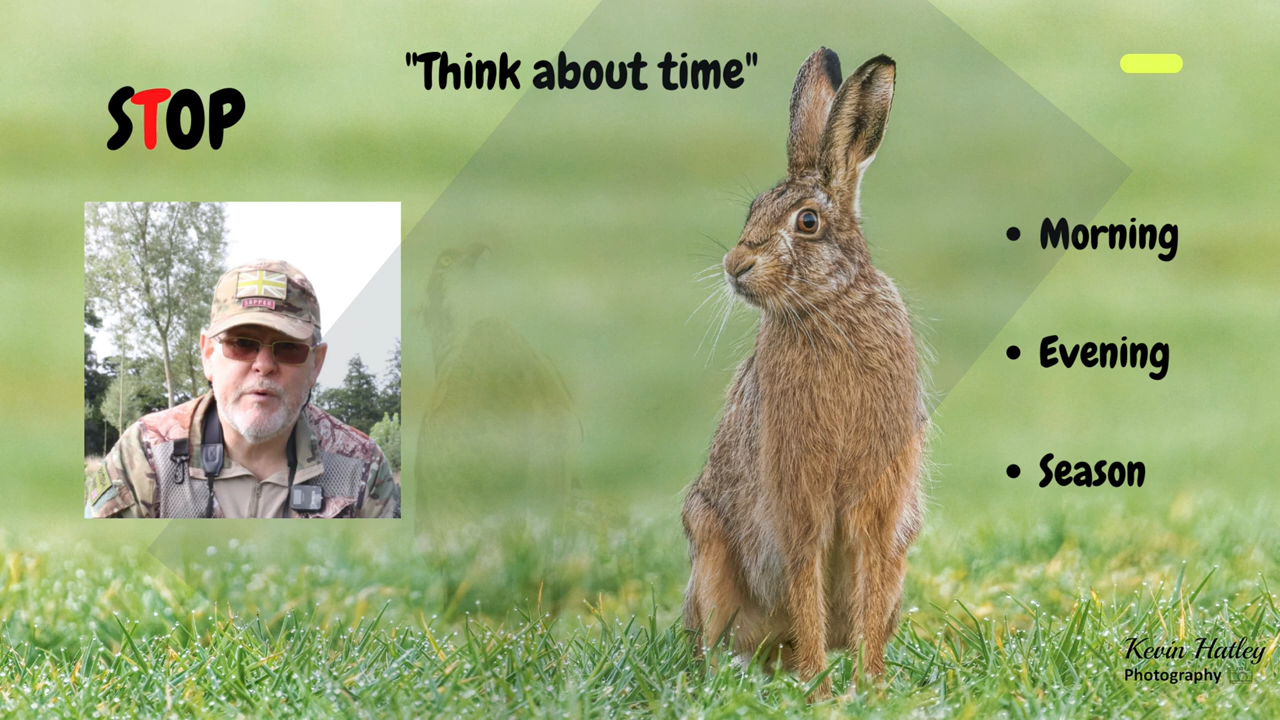 "Think about time"
STOP
SAPPER
• Morning
• Evening
• Season
Kevin Hatley
Photography